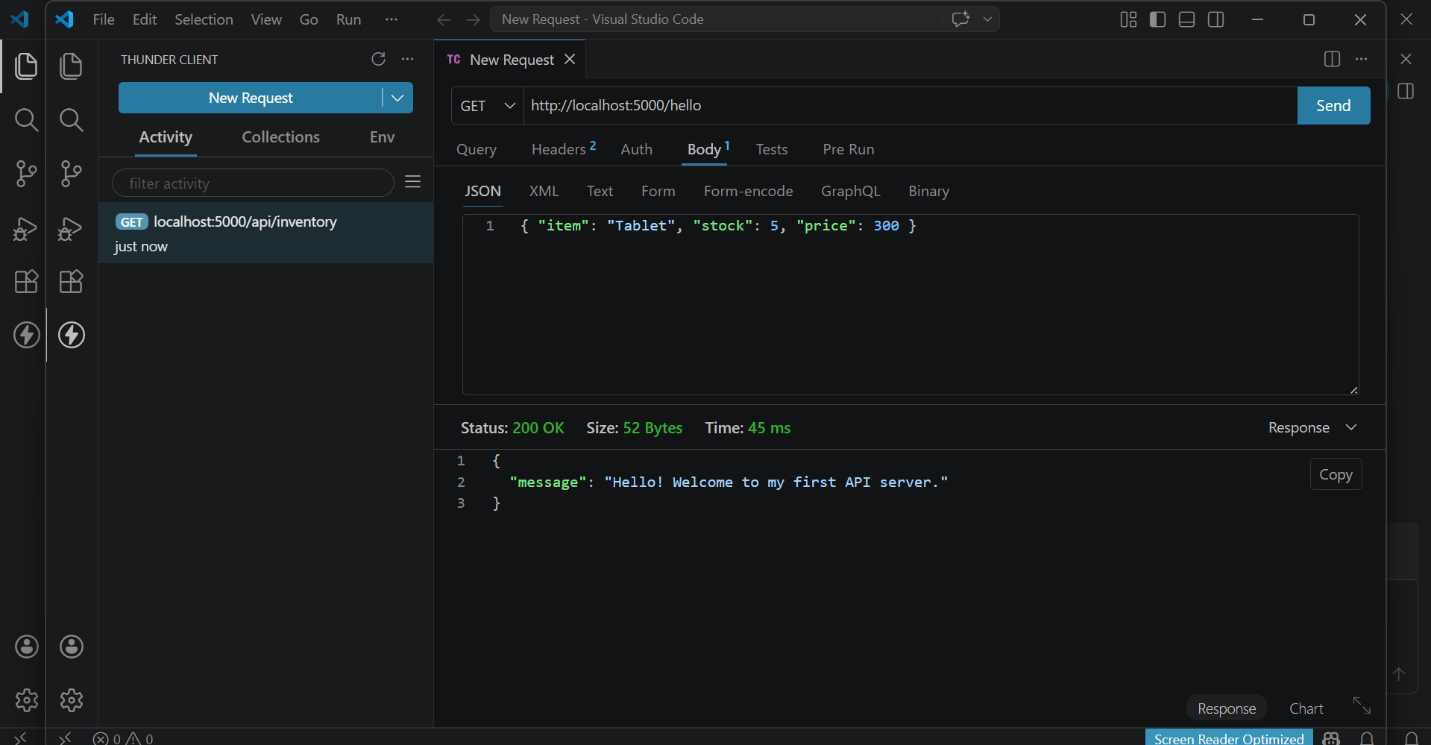 File Edit Selection View Go Run ··· New Request - Visual Studio Code
THUNDER CLIENT
New Request
Activity Collections Env
filter activity
GET localhost:5000/api/inventory
just now
TC New Request
GET http://localhost:5000/hello Send
Query Headers 2 Auth Body 1 Tests Pre Run
JSON XML Text Form Form-encode GraphQL Binary
1 { "item": "Tablet", "stock": 5, "price": 300 }
Status: 200 OK Size: 52 Bytes Time: 45 ms Response
1 {
2 "message": "Hello! Welcome to my first API server."
3 }
Copy
Response Chart
0 0 Screen Reader Optimized